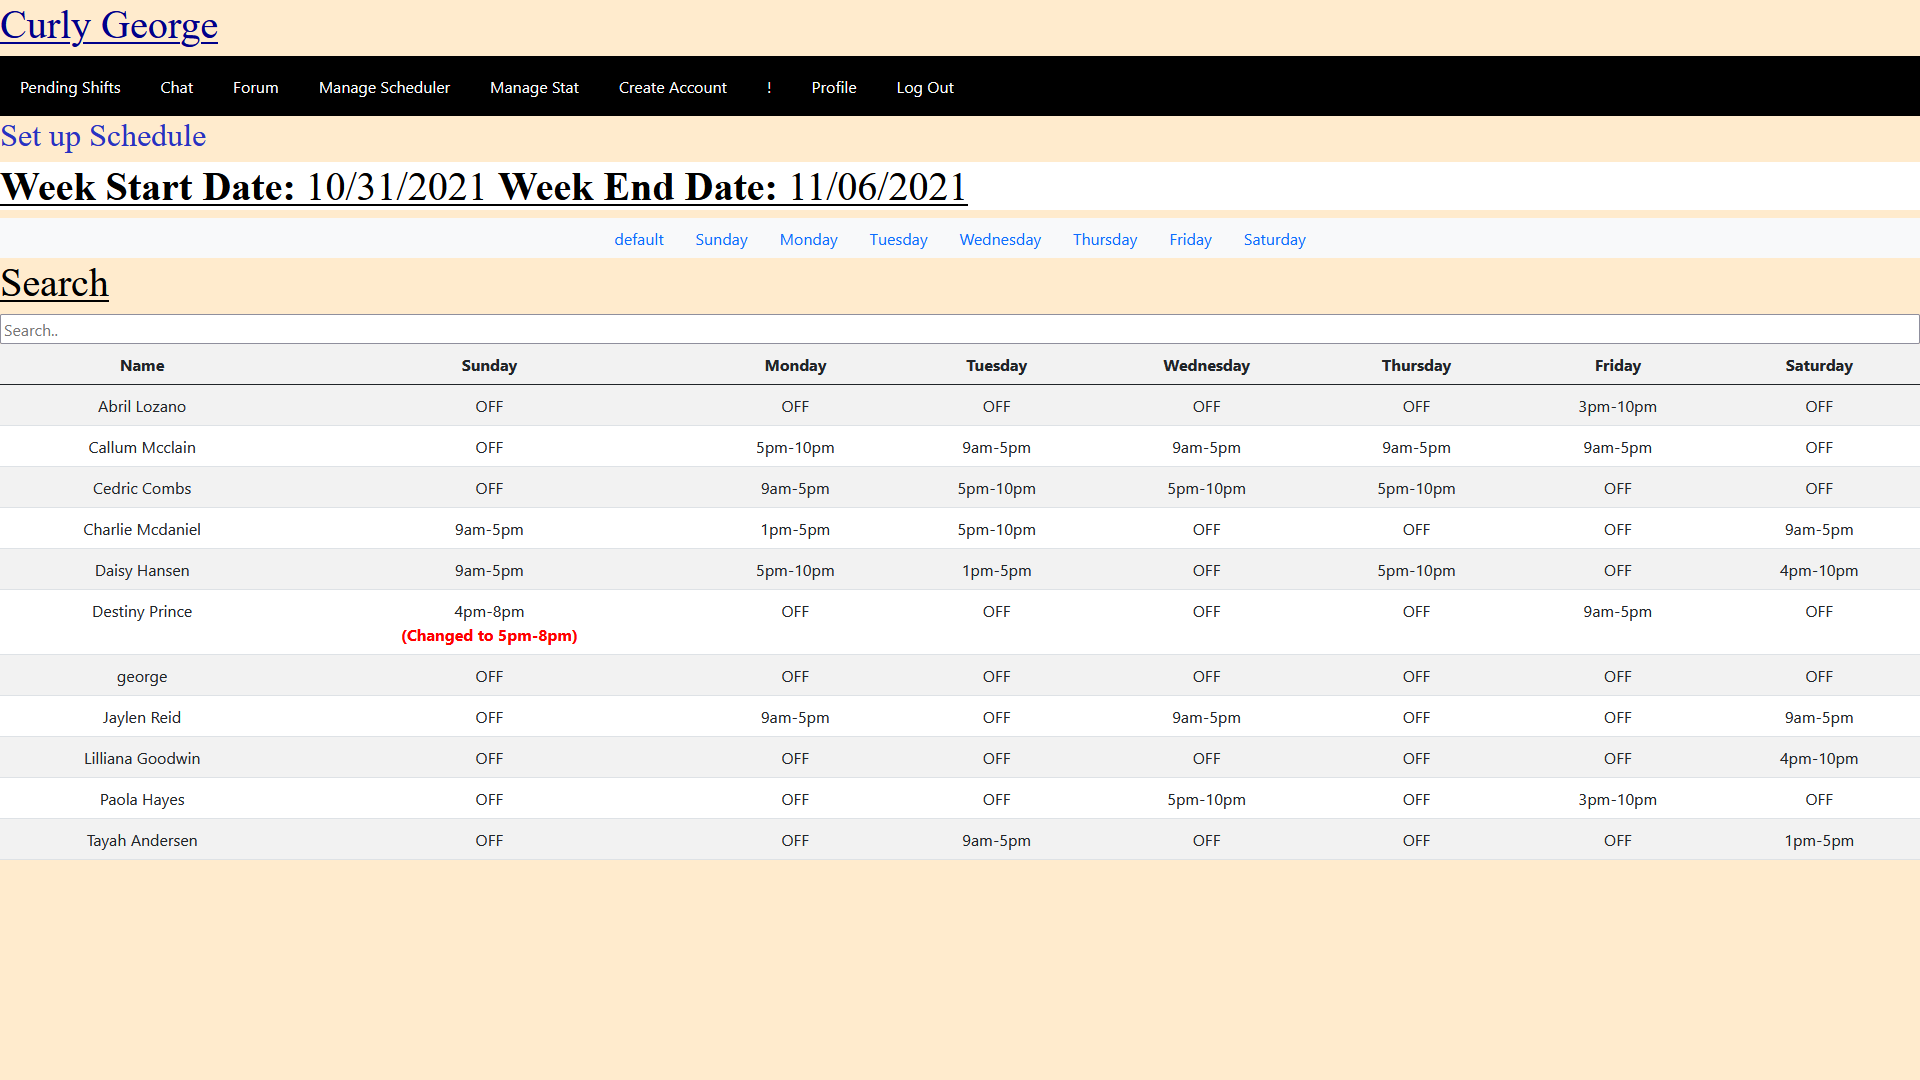 Curly George
Pending Shifts Chat Forum Manage Scheduler Manage Stat Create Account ! Profile Log Out
Set up Schedule
Week Start Date: 10/31/2021 Week End Date: 11/06/2021
default Sunday Monday Tuesday Wednesday Thursday Friday Saturday
Search
Search..
Name Sunday Monday Tuesday Wednesday Thursday Friday Saturday
Abril Lozano OFF OFF OFF OFF OFF 3pm-10pm OFF
Callum Mcclain OFF 5pm-10pm 9am-5pm 9am-5pm 9am-5pm 9am-5pm OFF
Cedric Combs OFF 9am-5pm 5pm-10pm 5pm-10pm 5pm-10pm OFF OFF
Charlie Mcdaniel 9am-5pm 1pm-5pm 5pm-10pm OFF OFF OFF 9am-5pm
Daisy Hansen 9am-5pm 5pm-10pm 1pm-5pm OFF 5pm-10pm OFF 4pm-10pm
Destiny Prince 4pm-8pm OFF OFF OFF OFF 9am-5pm OFF
(Changed to 5pm-8pm)
george OFF OFF OFF OFF OFF OFF OFF
Jaylen Reid OFF 9am-5pm OFF 9am-5pm OFF OFF 9am-5pm
Lilliana Goodwin OFF OFF OFF OFF OFF OFF 4pm-10pm
Paola Hayes OFF OFF OFF 5pm-10pm OFF 3pm-10pm OFF
Tayah Andersen OFF OFF 9am-5pm OFF OFF OFF 1pm-5pm